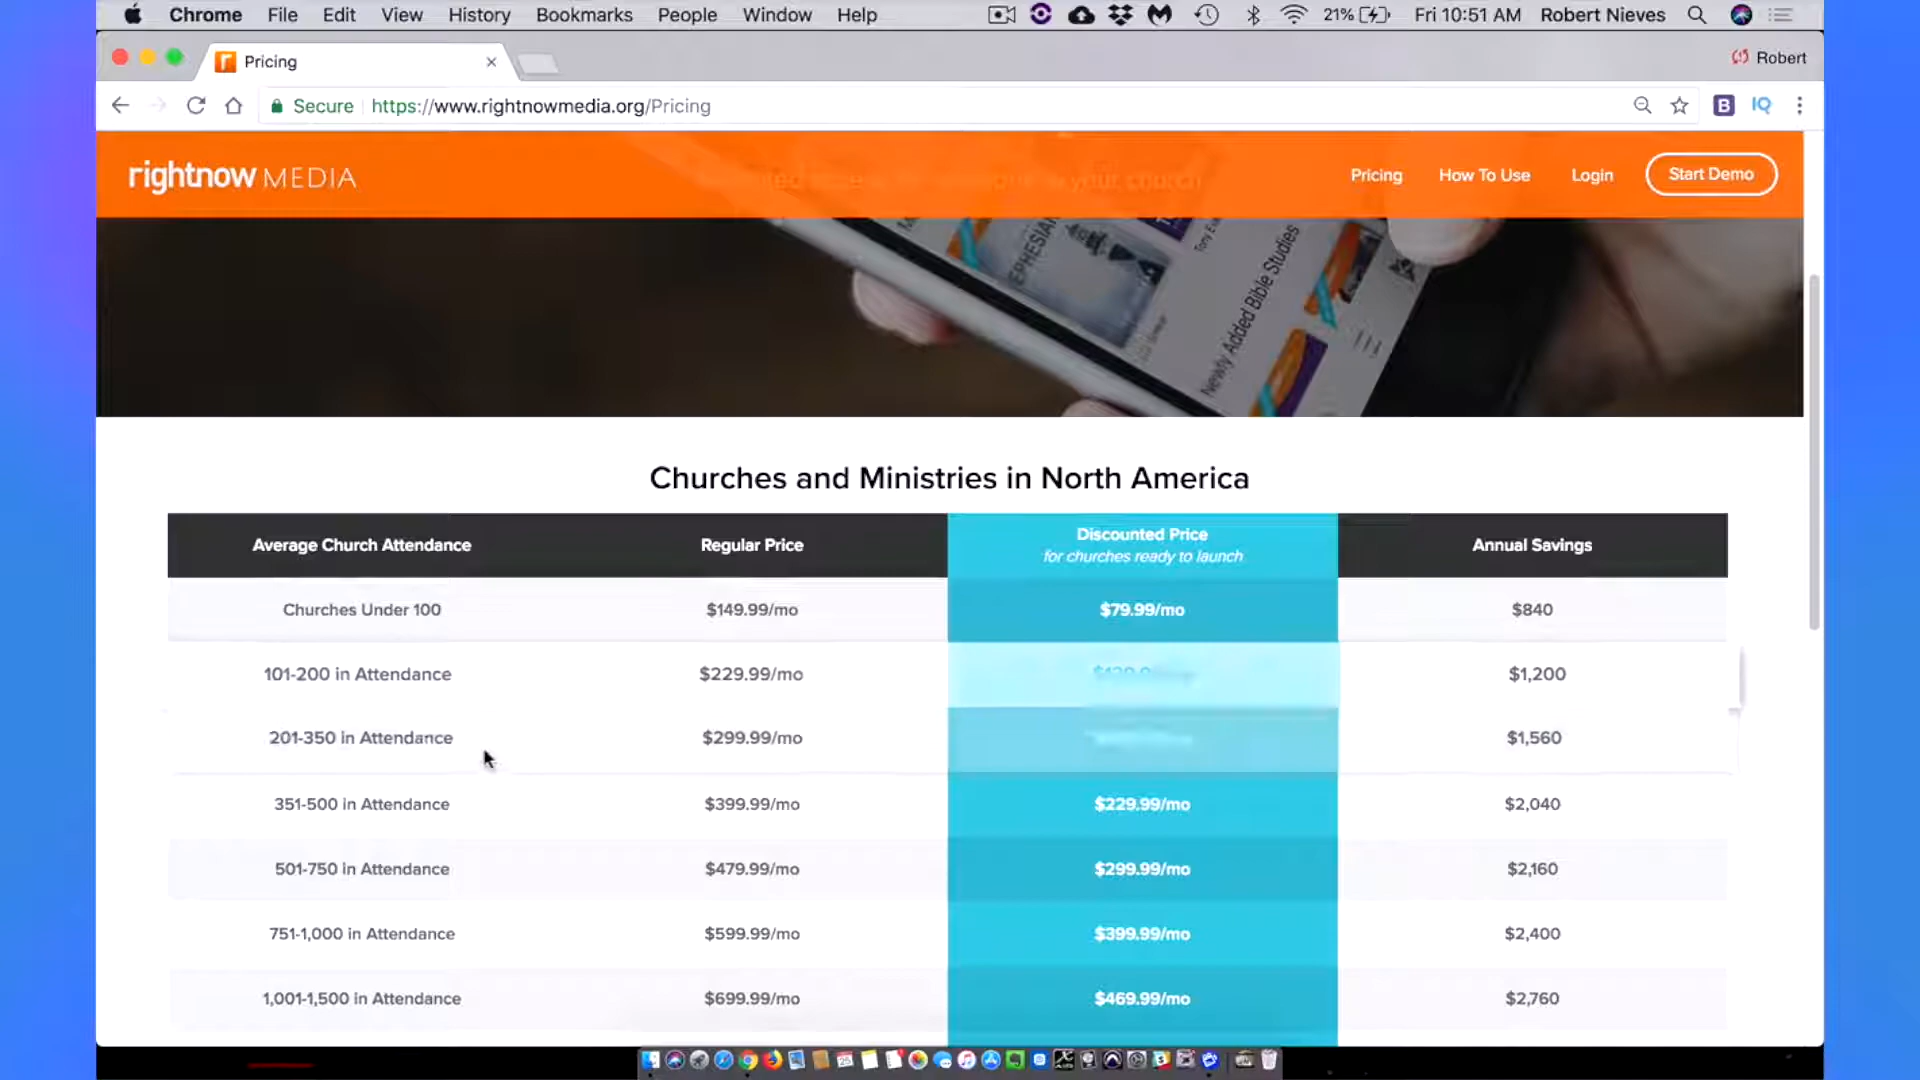 Chrome File Edit View History Bookmarks People Window Help 21% Fri 10:51 AM Robert Nieves
Pricing Robert
Secure https://www.rightnowmedia.org/Pricing B IQ
rightnow MEDIA your church Pricing How To Use Login Start Demo
EPHESIANS
Tony
Newly Added Bible Studies
Churches and Ministries in North America
Average Church Attendance Regular Price Discounted Price Annual Savings
for churches ready to launch
Churches Under 100 $149.99/mo $79.99/mo $840
101-200 in Attendance $229.99/mo $1,200
201-350 in Attendance $299.99/mo $1,560
351-500 in Attendance $399.99/mo $229.99/mo $2,040
501-750 in Attendance $479.99/mo $299.99/mo $2,160
751-1,000 in Attendance $599.99/mo $399.99/mo $2,400
1,001-1,500 in Attendance $699.99/mo $469.99/mo $2,760